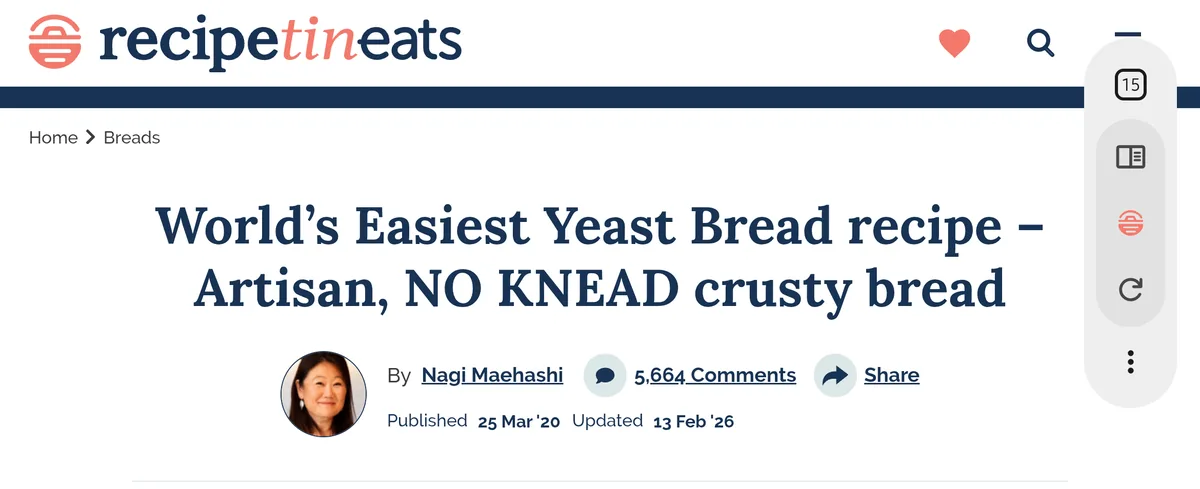 recipetineats
15
Home > Breads
World’s Easiest Yeast Bread recipe –
Artisan, NO KNEAD crusty bread
By Nagi Maehashi 5,664 Comments Share
Published 25 Mar '20 Updated 13 Feb '26